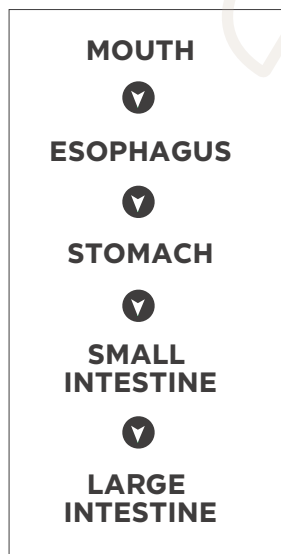 MOUTH
ESOPHAGUS
STOMACH
SMALL
INTESTINE
LARGE
INTESTINE